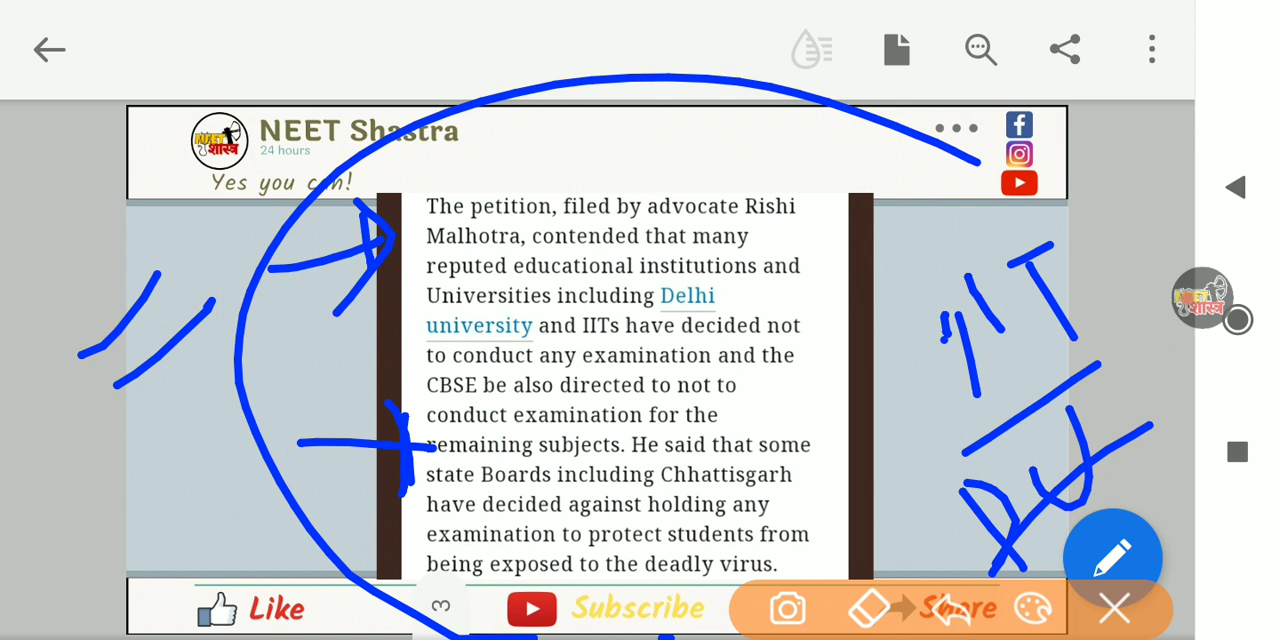 NEET Shastra
24 hours
Yes you can!
The petition, filed by advocate Rishi
Malhotra, contended that many
reputed educational institutions and
Universities including Delhi
university and IITs have decided not
to conduct any examination and the
CBSE be also directed to not to
conduct examination for the
remaining subjects. He said that some
state Boards including Chhattisgarh
have decided against holding any
examination to protect students from
being exposed to the deadly virus.
IIT
DU
NEET
शास्त्र
NEET
शास्त्र
3
Like
Subscribe
Share